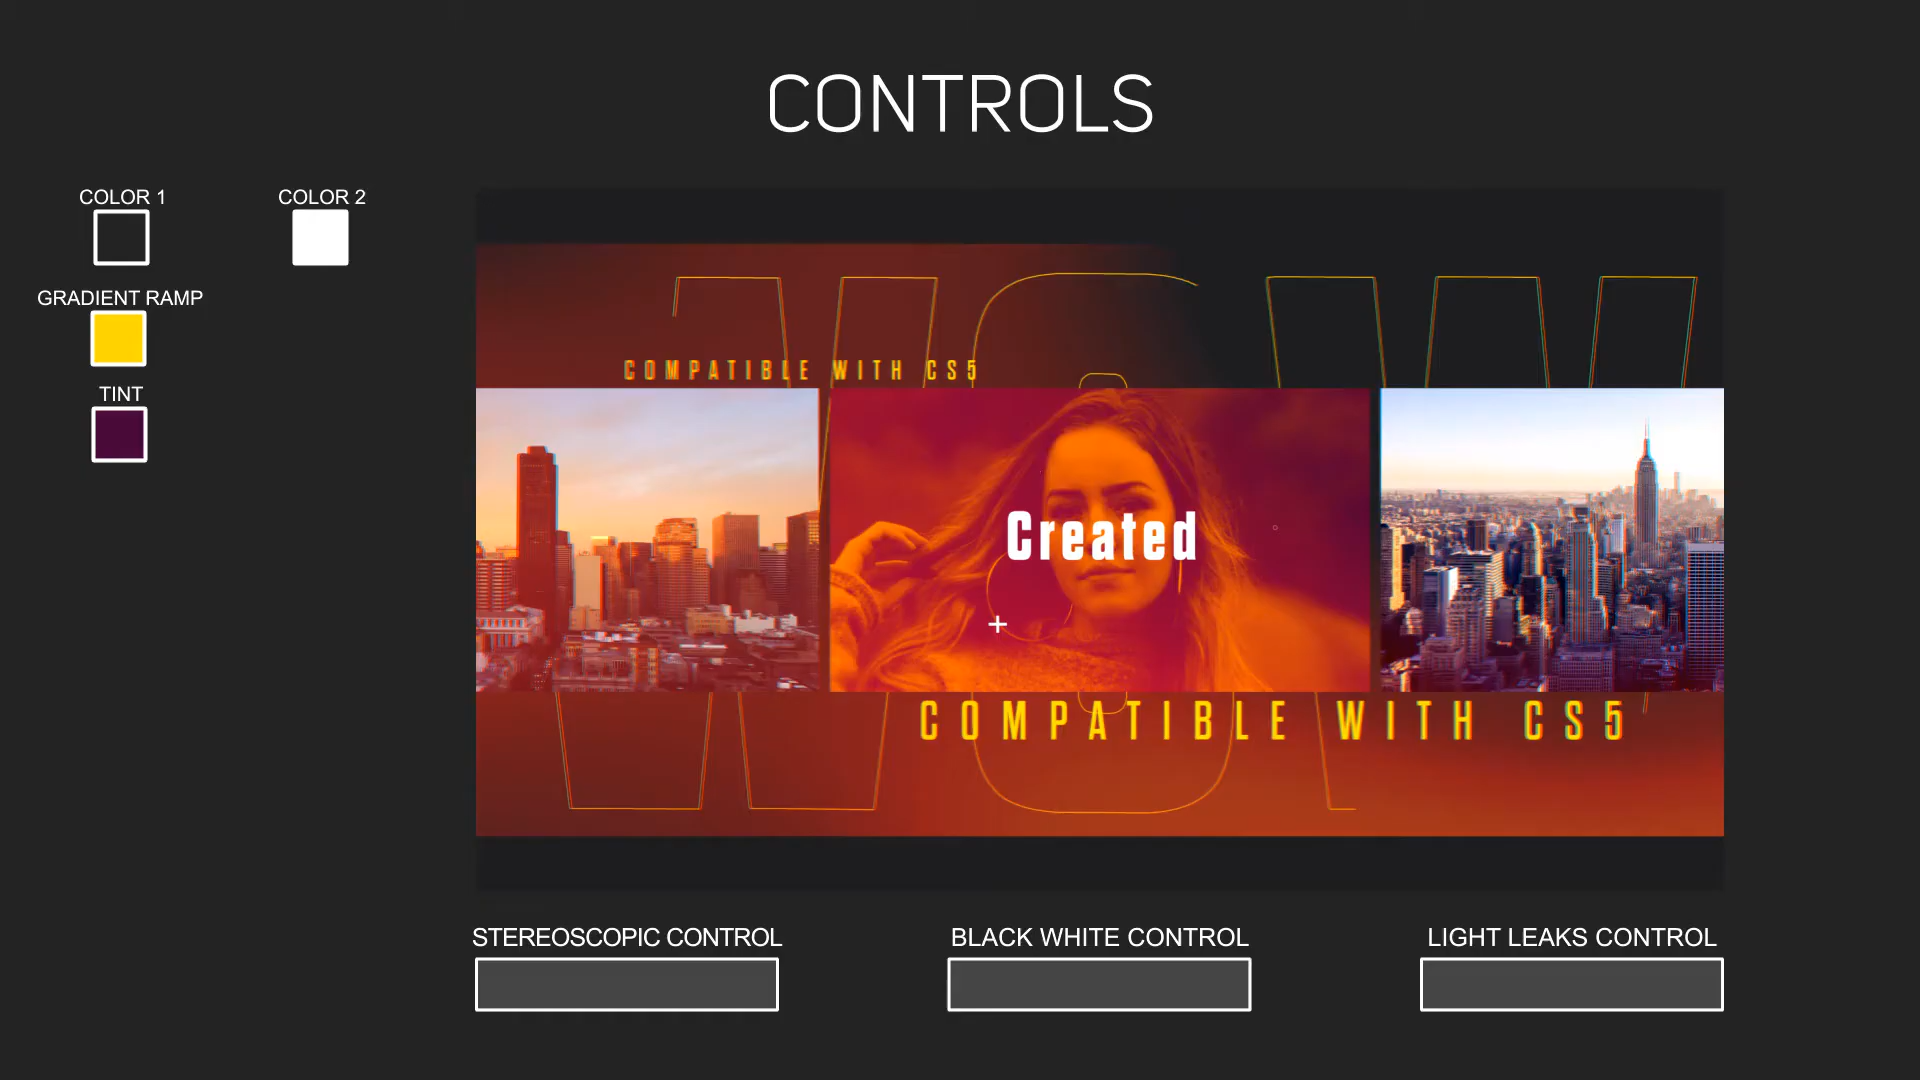 CONTROLS
COLOR 1
COLOR 2
GRADIENT RAMP
TINT
COMPATIBLE WITH CS5
Created
COMPATIBLE WITH CS5
STEREOSCOPIC CONTROL
BLACK WHITE CONTROL
LIGHT LEAKS CONTROL